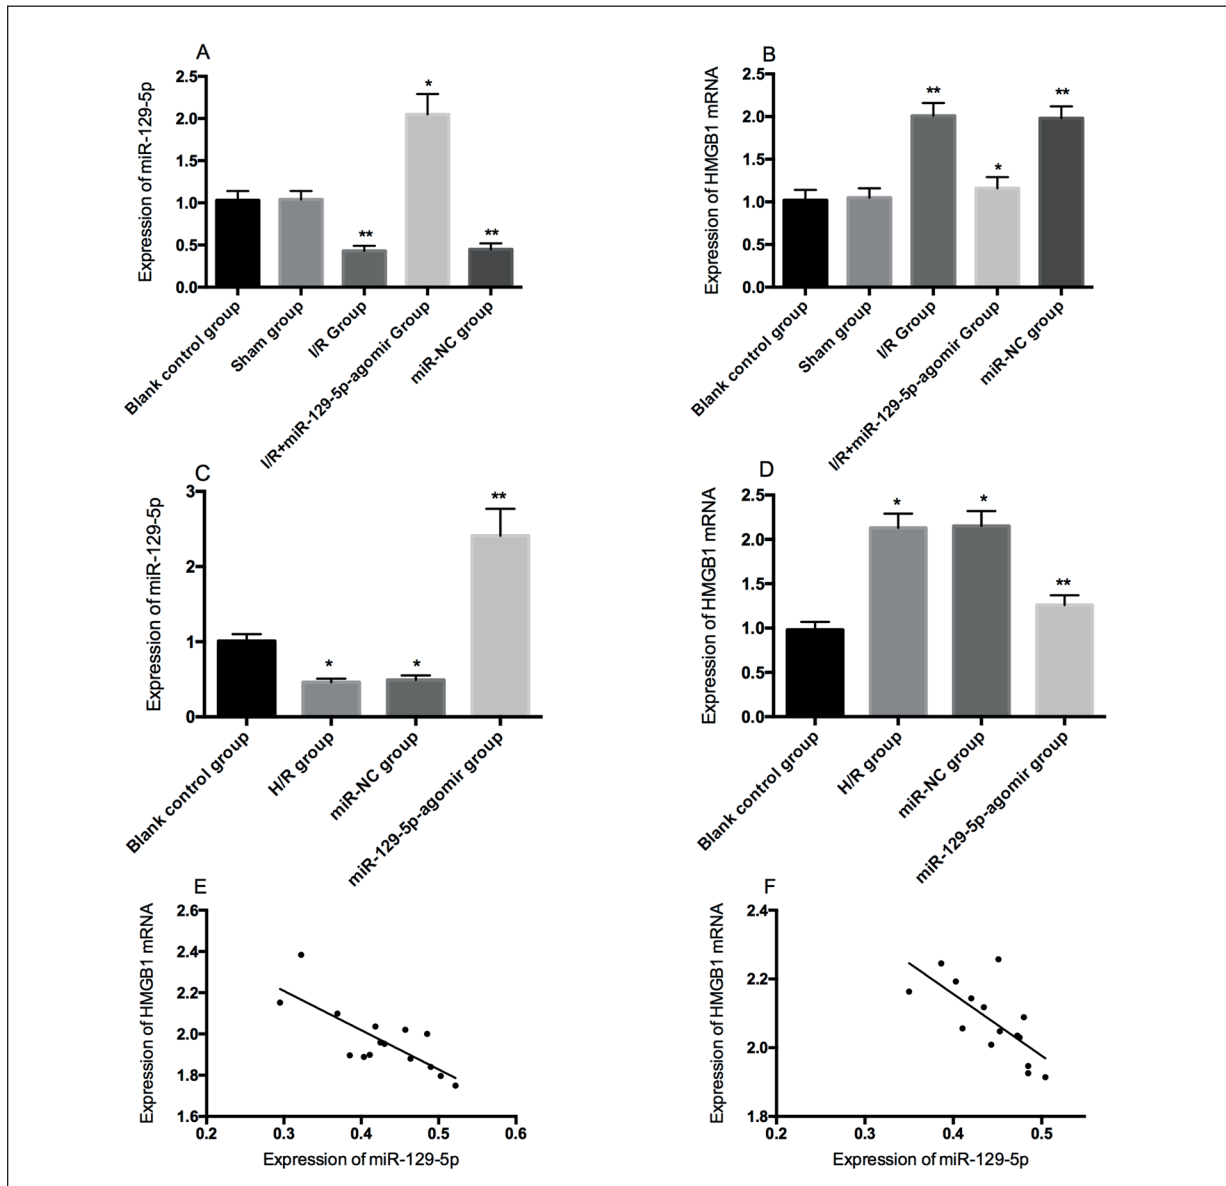 A
Expression of miR-129-5p
2.5
2.0
1.5
1.0
0.5
0.0
*
**
**
Blank control group
Sham group
I/R Group
I/R+miR-129-5p-agomir Group
miR-NC group
B
Expression of HMGB1 mRNA
2.5
2.0
1.5
1.0
0.5
0.0
**
*
**
Blank control group
Sham group
I/R Group
I/R+miR-129-5p-agomir Group
miR-NC group
C
Expression of miR-129-5p
3
2
1
0
*
*
**
Blank control group
H/R group
miR-NC group
miR-129-5p-agomir group
D
Expression of HMGB1 mRNA
2.5
2.0
1.5
1.0
0.5
0.0
*
*
**
Blank control group
H/R group
miR-NC group
miR-129-5p-agomir group
E
Expression of HMGB1 mRNA
2.6
2.4
2.2
2.0
1.8
1.6
0.2
0.3
0.4
0.5
0.6
Expression of miR-129-5p
F
Expression of HMGB1 mRNA
2.4
2.2
2.0
1.8
0.2
0.2
0.4
0.5
Expression of miR-129-5p